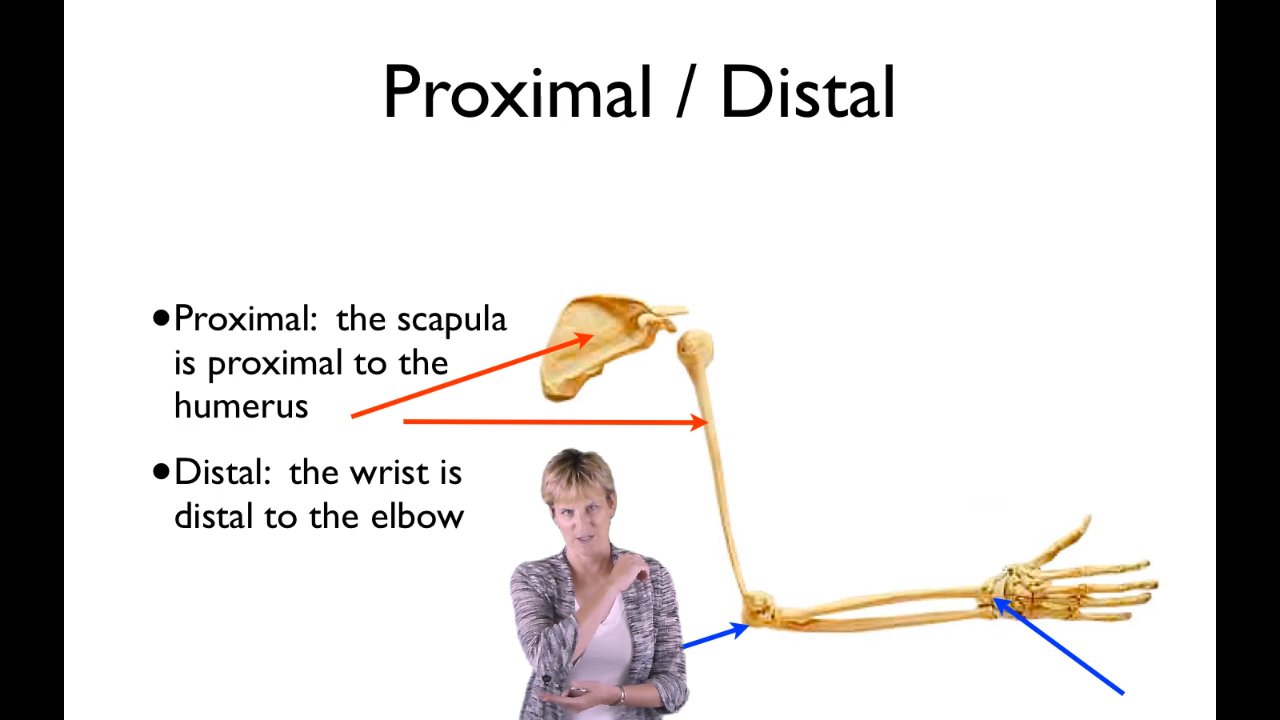 Proximal / Distal
•Proximal:  the scapula
is proximal to the
humerus
•Distal:  the wrist is
distal to the elbow